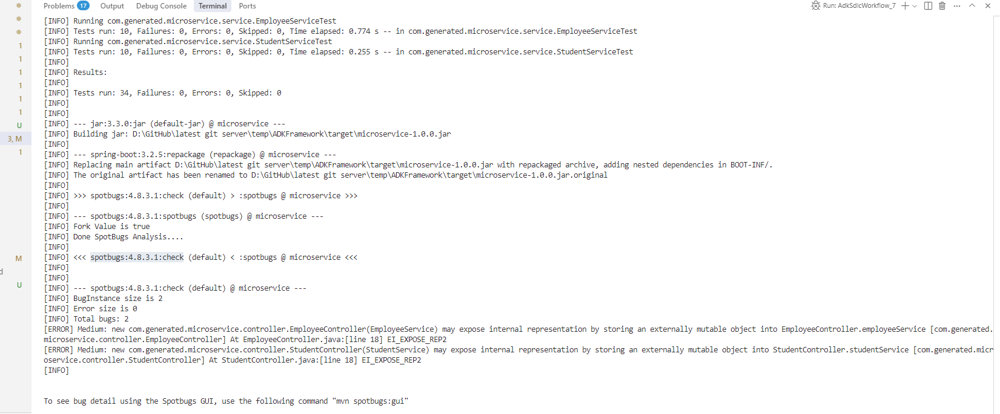 Problems 17 Output Debug Console Terminal Ports Run: AdkSdlcWorkflow_7
[INFO] Running com.generated.microservice.service.EmployeeServiceTest
[INFO] Tests run: 10, Failures: 0, Errors: 0, Skipped: 0, Time elapsed: 0.774 s -- in com.generated.microservice.service.EmployeeServiceTest
[INFO] Running com.generated.microservice.service.StudentServiceTest
1 [INFO] Tests run: 10, Failures: 0, Errors: 0, Skipped: 0, Time elapsed: 0.255 s -- in com.generated.microservice.service.StudentServiceTest
1 [INFO]
1 [INFO] Results:
1 [INFO]
[INFO] Tests run: 34, Failures: 0, Errors: 0, Skipped: 0
1 [INFO]
1 [INFO]
U [INFO] --- jar:3.3.0:jar (default-jar) @ microservice ---
3, M [INFO] Building jar: D:\GitHub\latest git server\temp\ADKFramework\target\microservice-1.0.0.jar
[INFO]
1 [INFO] --- spring-boot:3.2.5:repackage (repackage) @ microservice ---
[INFO] Replacing main artifact D:\GitHub\latest git server\temp\ADKFramework\target\microservice-1.0.0.jar with repackaged archive, adding nested dependencies in BOOT-INF/.
[INFO] The original artifact has been renamed to D:\GitHub\latest git server\temp\ADKFramework\target\microservice-1.0.0.jar.original
[INFO]
[INFO] >>> spotbugs:4.8.3.1:check (default) > :spotbugs @ microservice >>>
[INFO]
[INFO] --- spotbugs:4.8.3.1:spotbugs (spotbugs) @ microservice ---
[INFO] Fork Value is true
[INFO] Done SpotBugs Analysis....
[INFO]
M [INFO] <<< spotbugs:4.8.3.1:check (default) < :spotbugs @ microservice <<<
d [INFO]
[INFO]
U [INFO] --- spotbugs:4.8.3.1:check (default) @ microservice ---
[INFO] BugInstance size is 2
[INFO] Error size is 0
[INFO] Total bugs: 2
[ERROR] Medium: new com.generated.microservice.controller.EmployeeController(EmployeeService) may expose internal representation by storing an externally mutable object into EmployeeController.employeeService [com.generated.
microservice.controller.EmployeeController] At EmployeeController.java:[line 18] EI_EXPOSE_REP2
[ERROR] Medium: new com.generated.microservice.controller.StudentController(StudentService) may expose internal representation by storing an externally mutable object into StudentController.studentService [com.generated.micr
oservice.controller.StudentController] At StudentController.java:[line 18] EI_EXPOSE_REP2
[INFO]
To see bug detail using the Spotbugs GUI, use the following command "mvn spotbugs:gui"